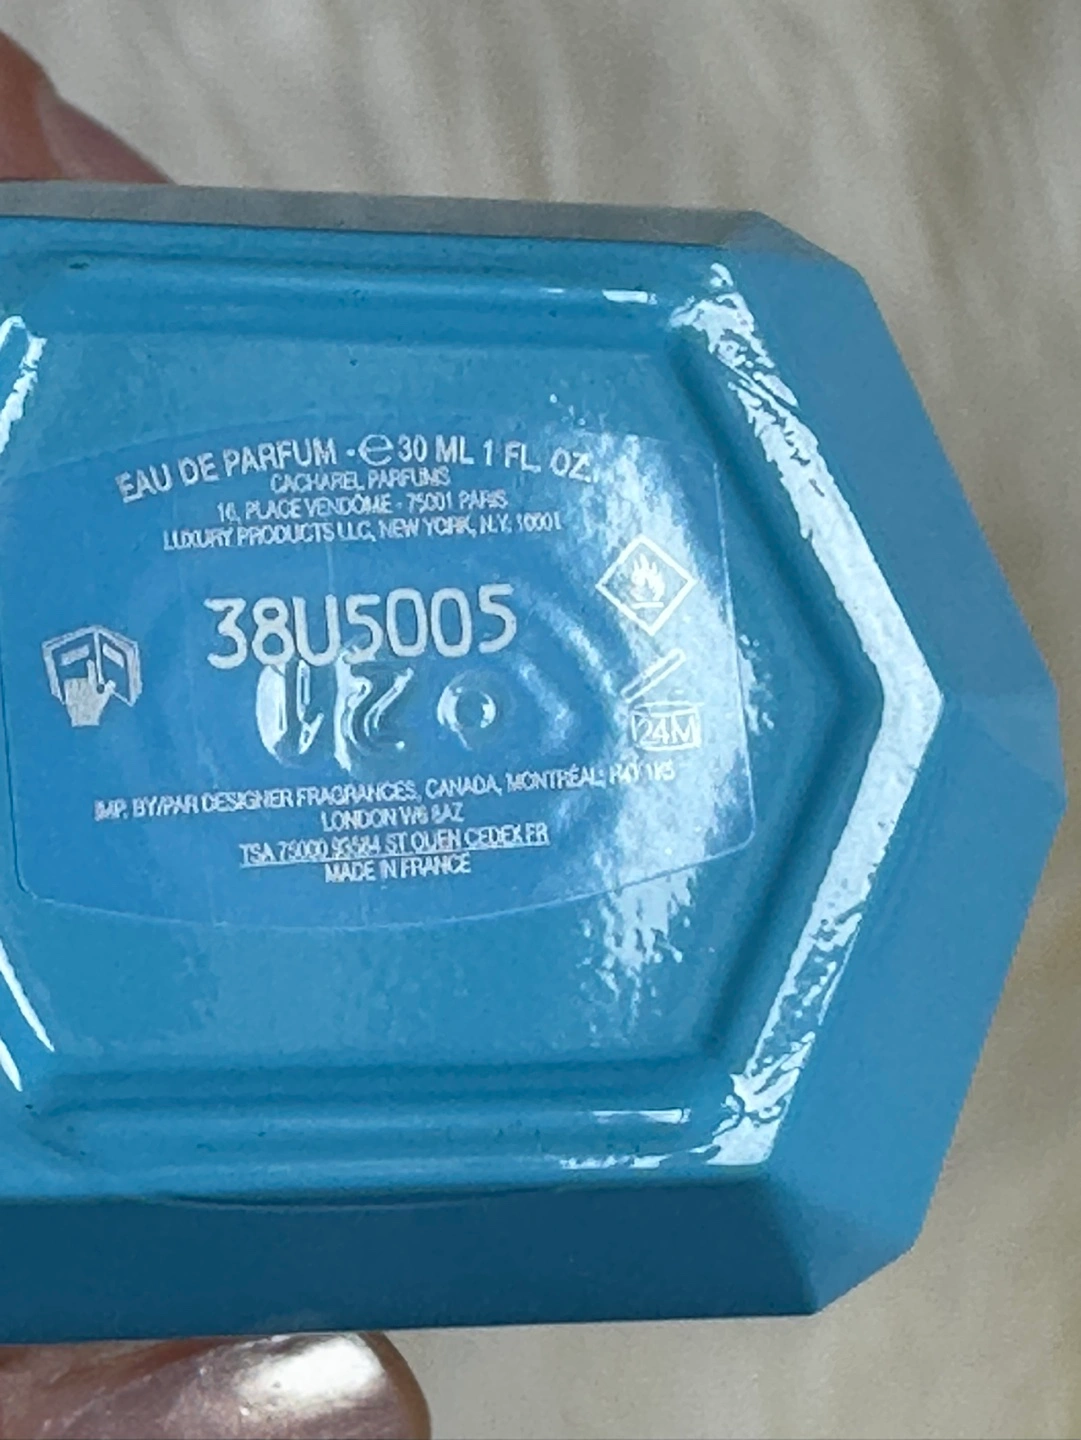 EAU DE PARFUM - ℮ 30 ML 1 FL. OZ.
CACHAREL PARFUMS
16, PLACE VENDÔME - 75001 PARIS
LUXURY PRODUCTS LLC, NEW YORK, N.Y. 10001
38U5005
24M
IMP. BY/PAR DESIGNER FRAGRANCES, CANADA, MONTRÉAL,
LONDON W6 8AZ
TSA 75000 93584 ST OUEN CEDEX FR
MADE IN FRANCE